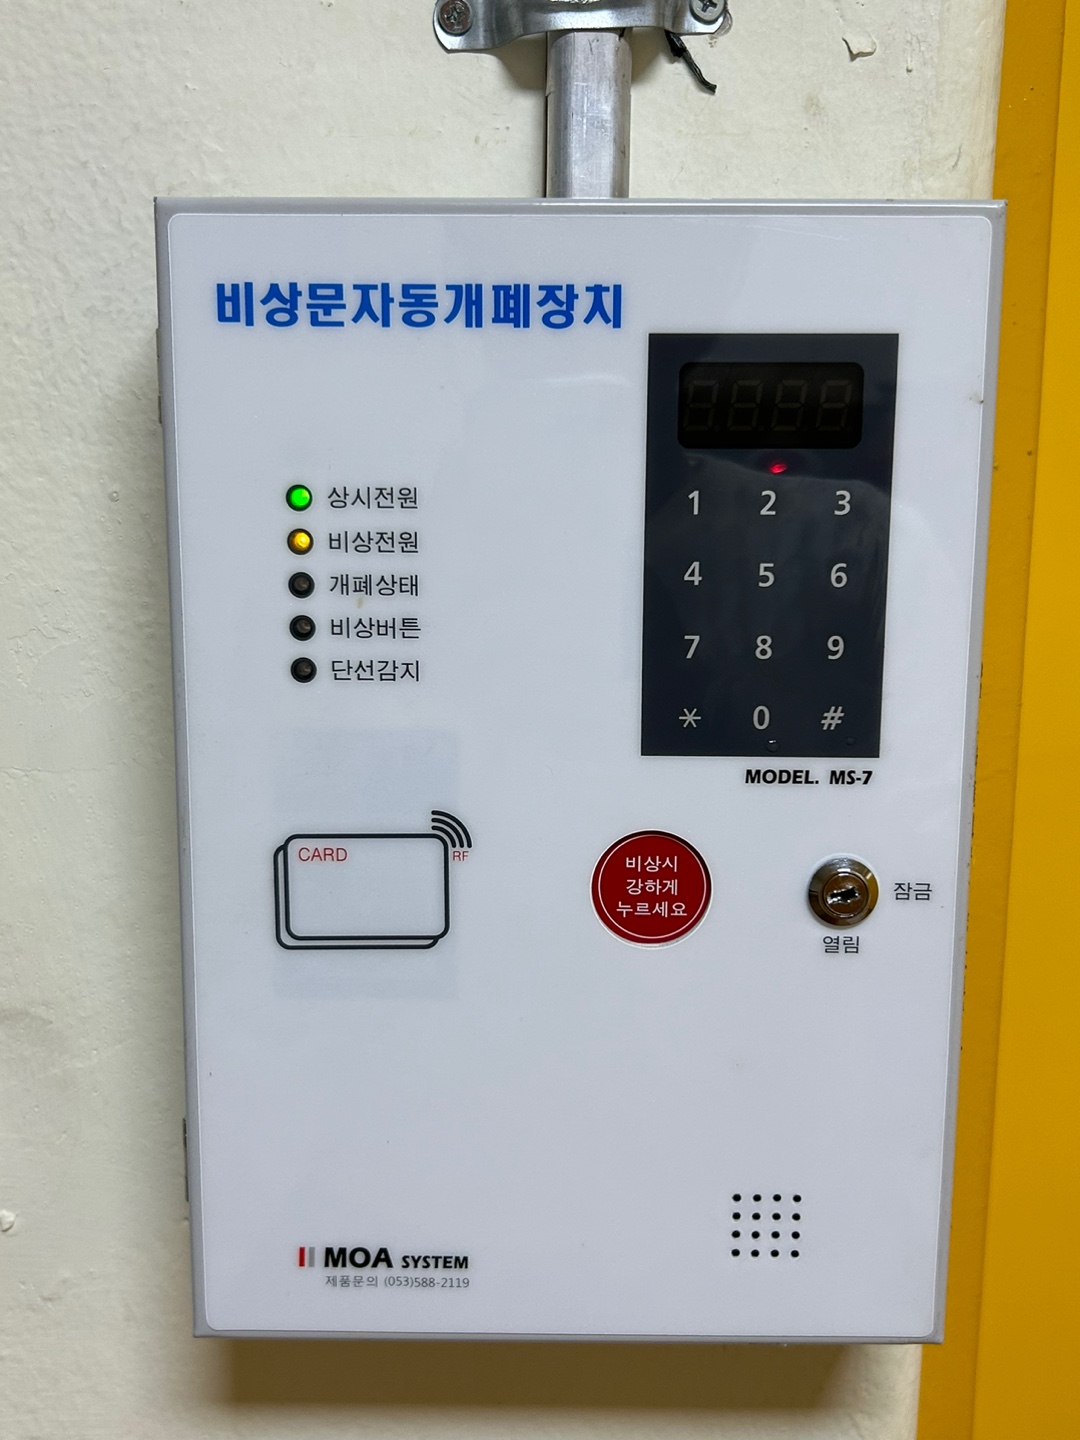 비상문자동개폐장치
상시전원
비상전원
개폐상태
비상버튼
단선감지
1 2 3
4 5 6
7 8 9
* 0 #
MODEL. MS-7
CARD
RF
비상시
강하게
누르세요
잠금
열림
MOA SYSTEM
제품문의 (053)588-2119